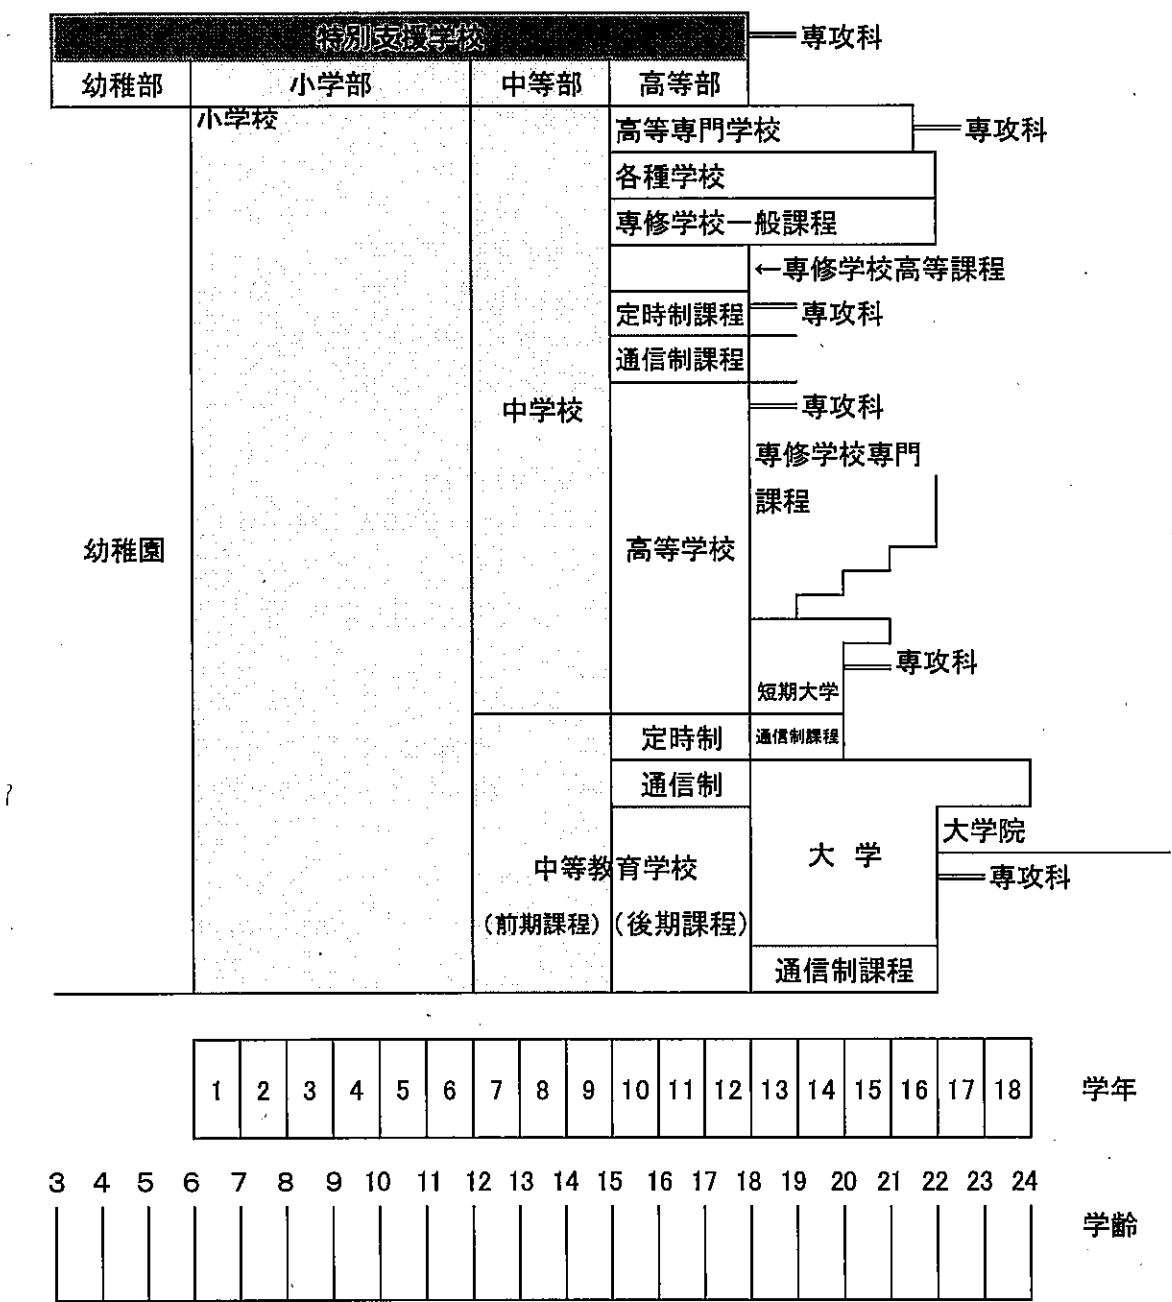 特別支援学校
専攻科
幼稚部 小学部 中等部 高等部
小学校
高等専門学校
専攻科
各種学校
専修学校一般課程
←専修学校高等課程
定時制課程
専攻科
通信制課程
中学校
専攻科
専修学校専門
課程
幼稚園
高等学校
専攻科
短期大学
定時制
通信制課程
通信制
大学院
大 学
中等教育学校
専攻科
(前期課程) (後期課程)
通信制課程
1 2 3 4 5 6 7 8 9 10 11 12 13 14 15 16 17 18 学年
3 4 5 6 7 8 9 10 11 12 13 14 15 16 17 18 19 20 21 22 23 24
学齢